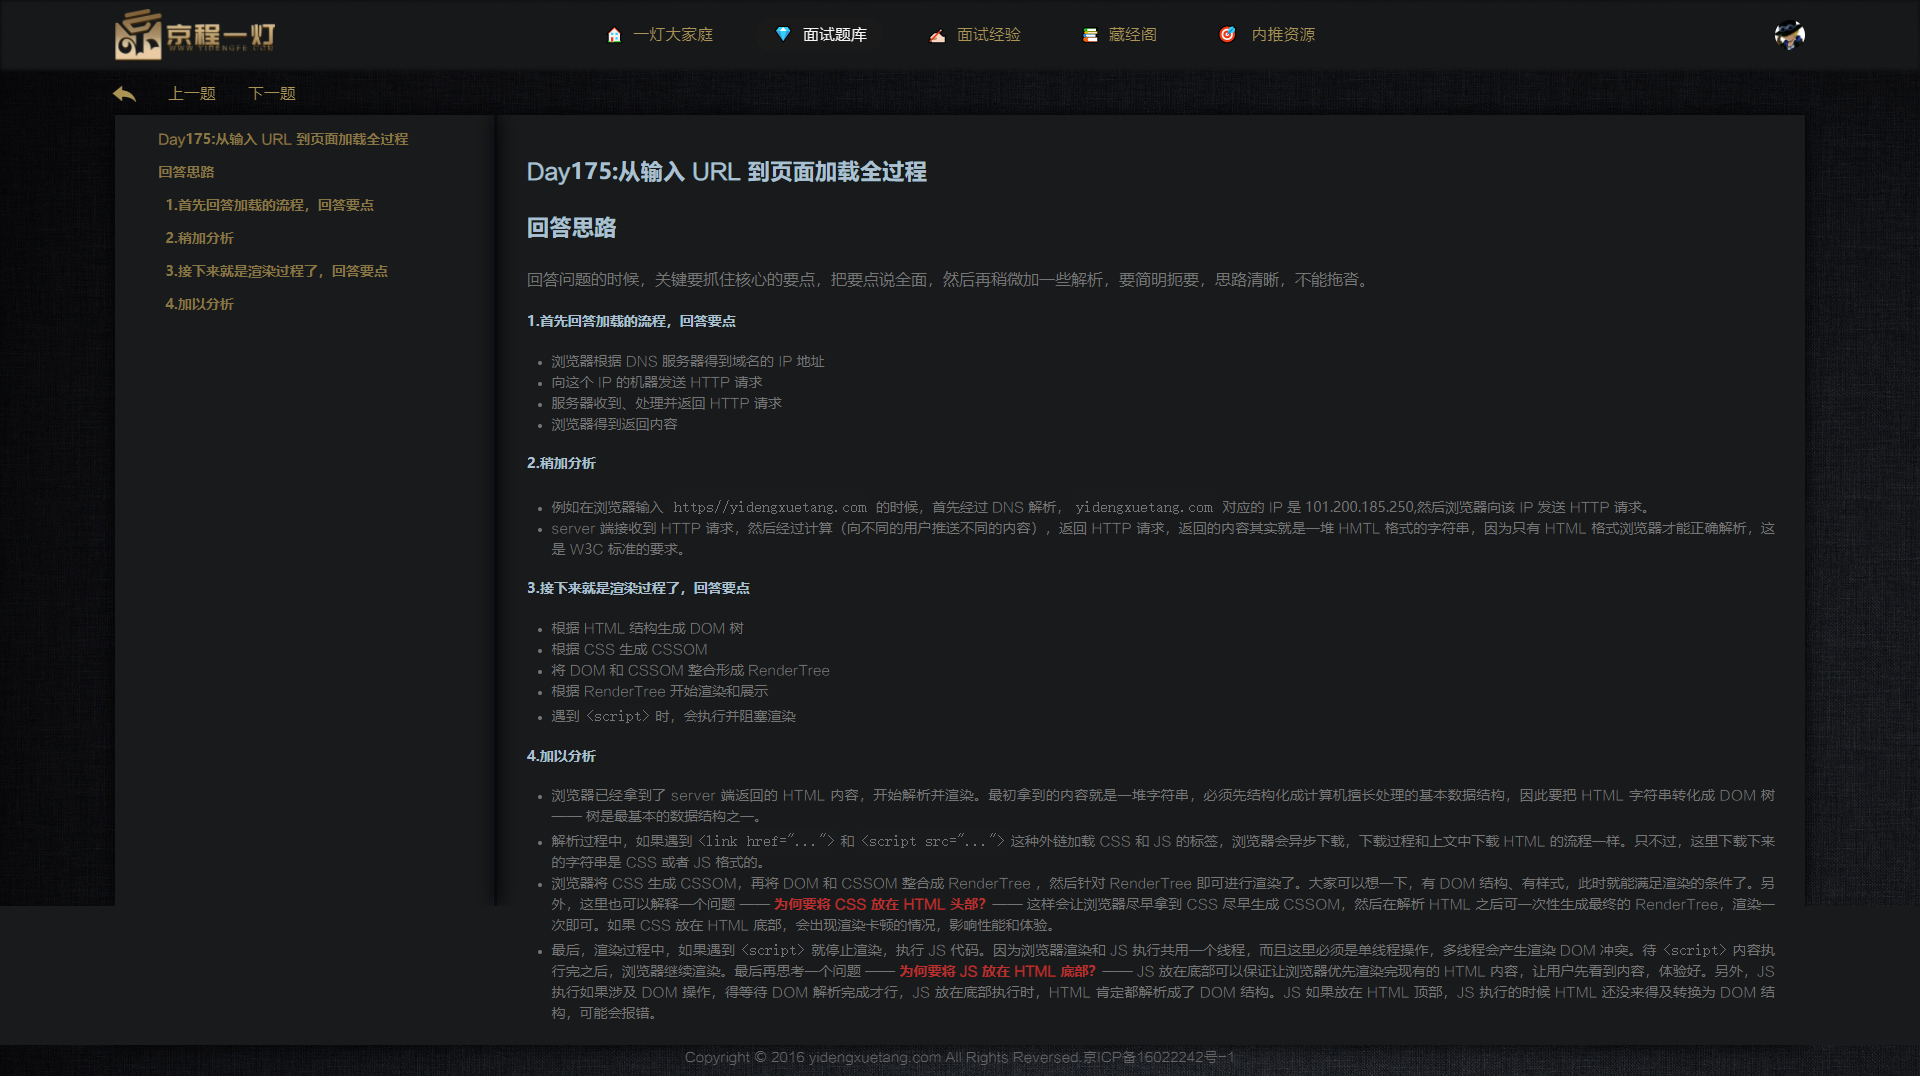 京程一灯
WWW.YIDENGFE.COM
一灯大家庭
面试题库
面试经验
藏经阁
内推资源
上一题
下一题
Day175:从输入 URL 到页面加载全过程
回答思路
1.首先回答加载的流程，回答要点
2.稍加分析
3.接下来就是渲染过程了，回答要点
4.加以分析
Day175:从输入 URL 到页面加载全过程
回答思路
回答问题的时候，关键要抓住核心的要点，把要点说全面，然后再稍微加一些解析，要简明扼要，思路清晰，不能拖沓。
1.首先回答加载的流程，回答要点
浏览器根据 DNS 服务器得到域名的 IP 地址
向这个 IP 的机器发送 HTTP 请求
服务器收到、处理并返回 HTTP 请求
浏览器得到返回内容
2.稍加分析
例如在浏览器输入 https//yidengxuetang.com 的时候，首先经过 DNS 解析， yidengxuetang.com 对应的 IP 是 101.200.185.250,然后浏览器向该 IP 发送 HTTP 请求。
server 端接收到 HTTP 请求，然后经过计算（向不同的用户推送不同的内容），返回 HTTP 请求，返回的内容其实就是一堆 HMTL 格式的字符串，因为只有 HTML 格式浏览器才能正确解析，这
是 W3C 标准的要求。
3.接下来就是渲染过程了，回答要点
根据 HTML 结构生成 DOM 树
根据 CSS 生成 CSSOM
将 DOM 和 CSSOM 整合形成 RenderTree
根据 RenderTree 开始渲染和展示
遇到 <script> 时，会执行并阻塞渲染
4.加以分析
浏览器已经拿到了 server 端返回的 HTML 内容，开始解析并渲染。最初拿到的内容就是一堆字符串，必须先结构化成计算机擅长处理的基本数据结构，因此要把 HTML 字符串转化成 DOM 树
—— 树是最基本的数据结构之一。
解析过程中，如果遇到 <link href="..."> 和 <script src="..."> 这种外链加载 CSS 和 JS 的标签，浏览器会异步下载，下载过程和上文中下载 HTML 的流程一样。只不过，这里下载下来
的字符串是 CSS 或者 JS 格式的。
浏览器将 CSS 生成 CSSOM，再将 DOM 和 CSSOM 整合成 RenderTree ，然后针对 RenderTree 即可进行渲染了。大家可以想一下，有 DOM 结构、有样式，此时就能满足渲染的条件了。另
外，这里也可以解释一个问题 —— 为何要将 CSS 放在 HTML 头部？—— 这样会让浏览器尽早拿到 CSS 尽早生成 CSSOM，然后在解析 HTML 之后可一次性生成最终的 RenderTree，渲染一
次即可。如果 CSS 放在 HTML 底部，会出现渲染卡顿的情况，影响性能和体验。
最后，渲染过程中，如果遇到 <script> 就停止渲染，执行 JS 代码。因为浏览器渲染和 JS 执行共用一个线程，而且这里必须是单线程操作，多线程会产生渲染 DOM 冲突。待 <script> 内容执
行完之后，浏览器继续渲染。最后再思考一个问题 —— 为何要将 JS 放在 HTML 底部？—— JS 放在底部可以保证让浏览器优先渲染完现有的 HTML 内容，让用户先看到内容，体验好。另外，JS
执行如果涉及 DOM 操作，得等待 DOM 解析完成才行，JS 放在底部执行时，HTML 肯定都解析成了 DOM 结构。JS 如果放在 HTML 顶部，JS 执行的时候 HTML 还没来得及转换为 DOM 结
构，可能会报错。
Copyright © 2016 yidengxuetang.com All Rights Reversed.京ICP备16022242号-1